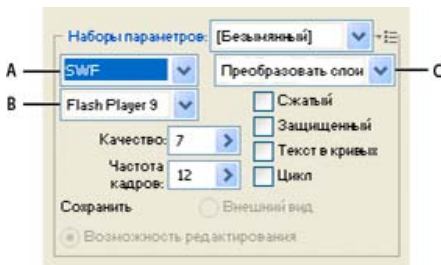 Наборы параметров: [Безымянный]
A SWF Преобразовать слои C
B Flash Player 9 Сжатый
Защищенный
Качество: 7 Текст в кривых
Частота кадров: 12 Цикл
Сохранить Внешний вид
Возможность редактирования